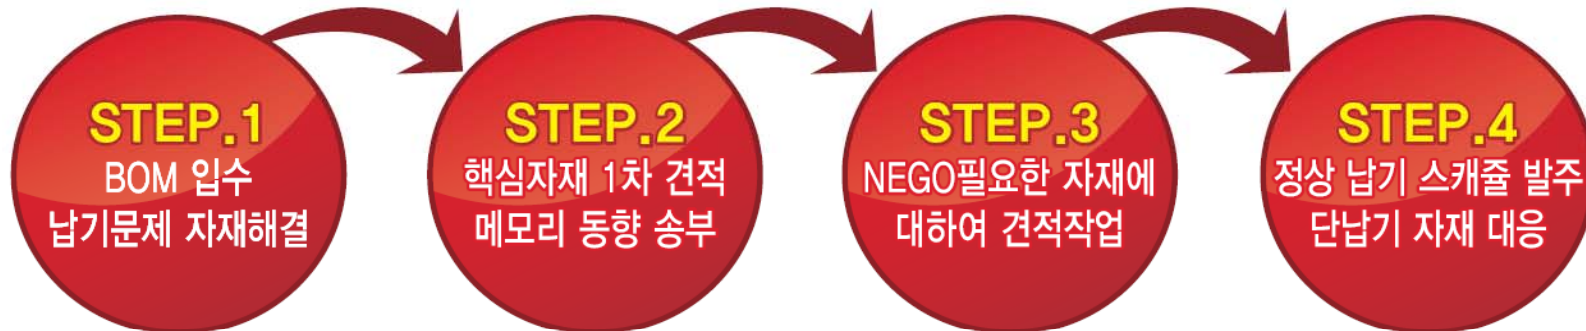 STEP.1
BOM 입수
납기문제 자재해결
STEP.2
핵심자재 1차 견적
메모리 동향 송부
STEP.3
NEGO필요한 자재에
대하여 견적작업
STEP.4
정상 납기 스캐쥴 발주
단납기 자재 대응